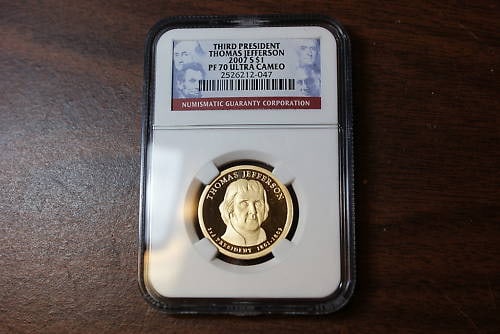 THIRD PRESIDENT
THOMAS JEFFERSON
2007 S $1
PF 70 ULTRA CAMEO
2526212-047
NUMISMATIC GUARANTY CORPORATION
THOMAS JEFFERSON
3rd PRESIDENT 1801-1809